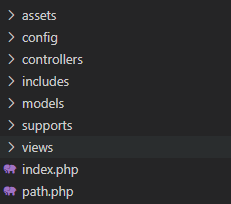 assets
config
controllers
includes
models
supports
views
index.php
path.php